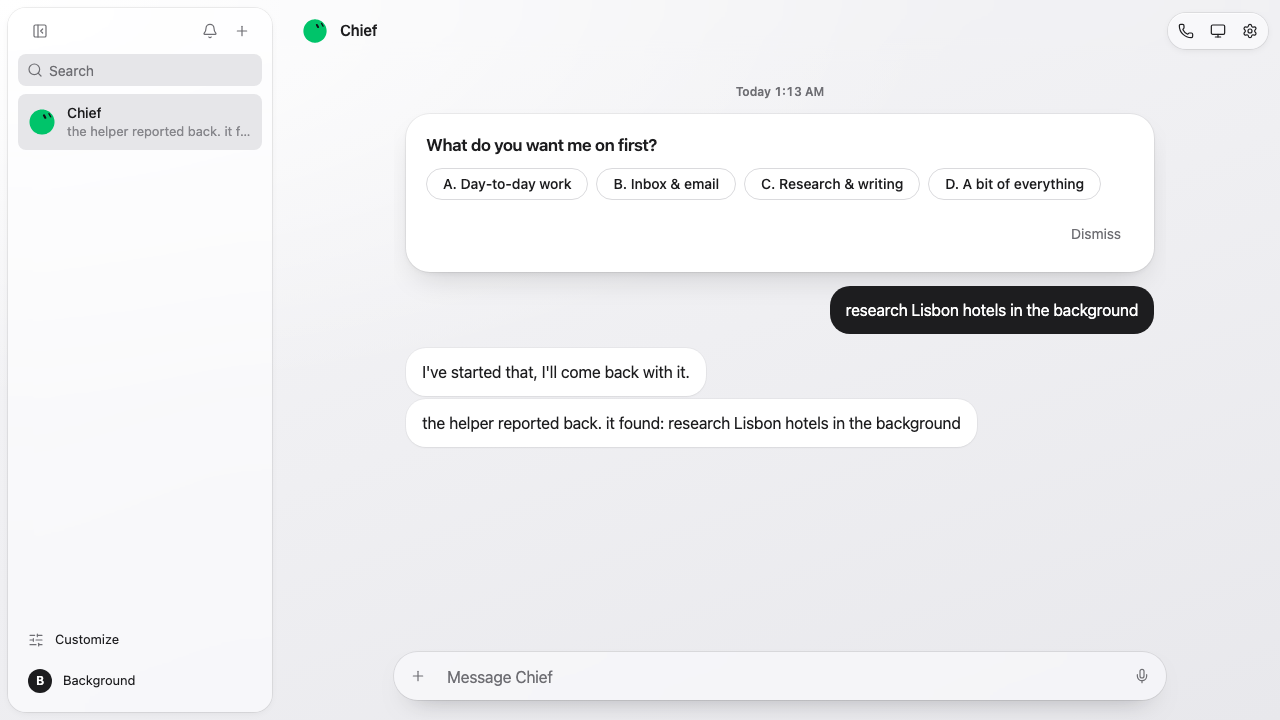 Search
Chief
the helper reported back. it f...
Customize
B
Background
Chief
Today 1:13 AM
What do you want me on first?
A. Day-to-day work
B. Inbox & email
C. Research & writing
D. A bit of everything
Dismiss
research Lisbon hotels in the background
I've started that, I'll come back with it.
the helper reported back. it found: research Lisbon hotels in the background
Message Chief